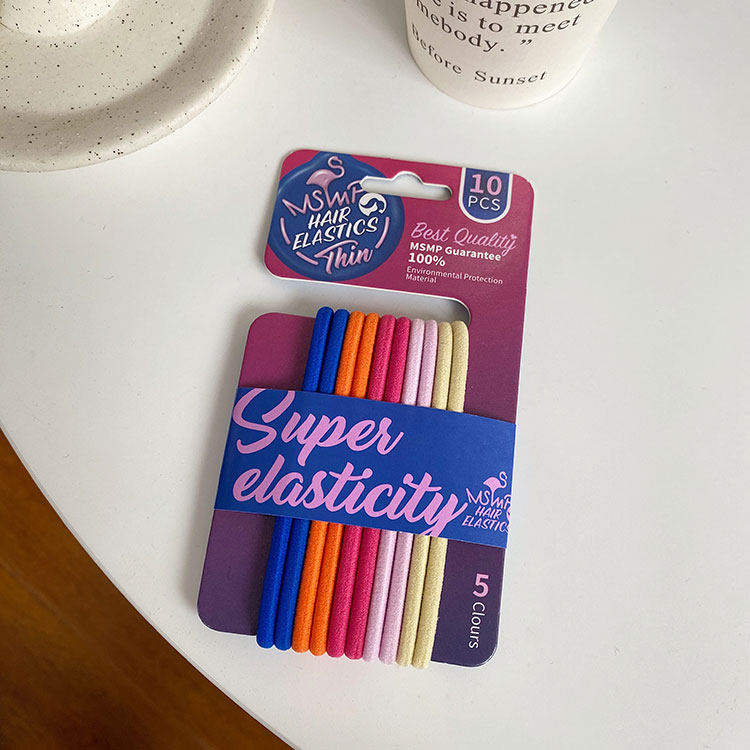 happened
e is to meet
mebody. ”
Before Sunset
MSMP
HAIR
ELASTICS
Thin
10
PCS
Best Quality
MSMP Guarantee
100%
Environmental Protection
Material
Super
elasticity
MSMP
HAIR
ELASTICS
5
Clours